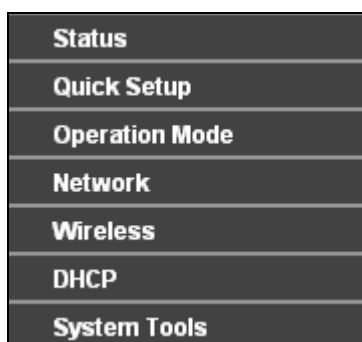 Status
Quick Setup
Operation Mode
Network
Wireless
DHCP
System Tools